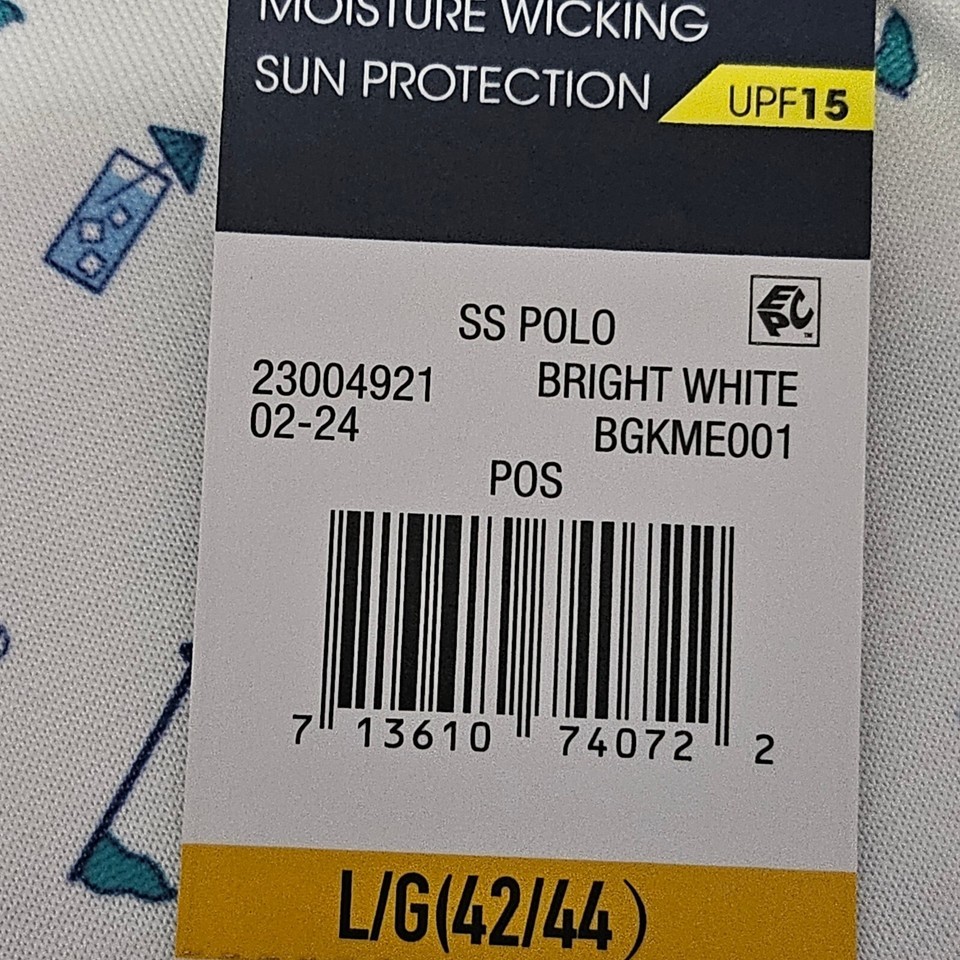 MOISTURE WICKING
SUN PROTECTION UPF15
EPC™
SS POLO
23004921 BRIGHT WHITE
02-24 BGKME001
POS
7 13610 74072 2
L/G(42/44)